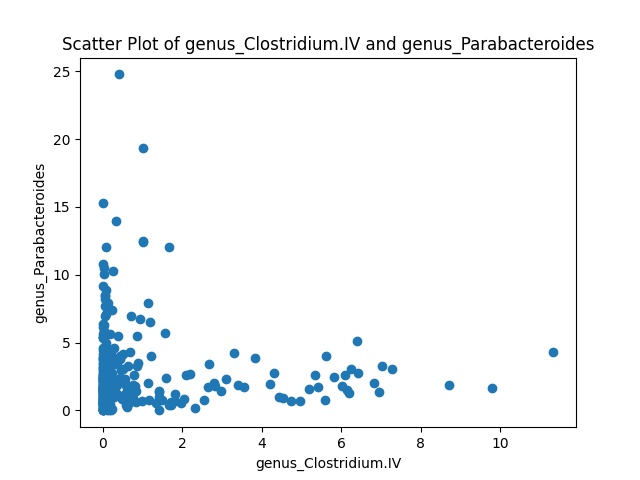 Scatter Plot of genus_Clostridium.IV and genus_Parabacteroides
25
20
15
10
5
0
genus_Parabacteroides
0 2 4 6 8 10
genus_Clostridium.IV